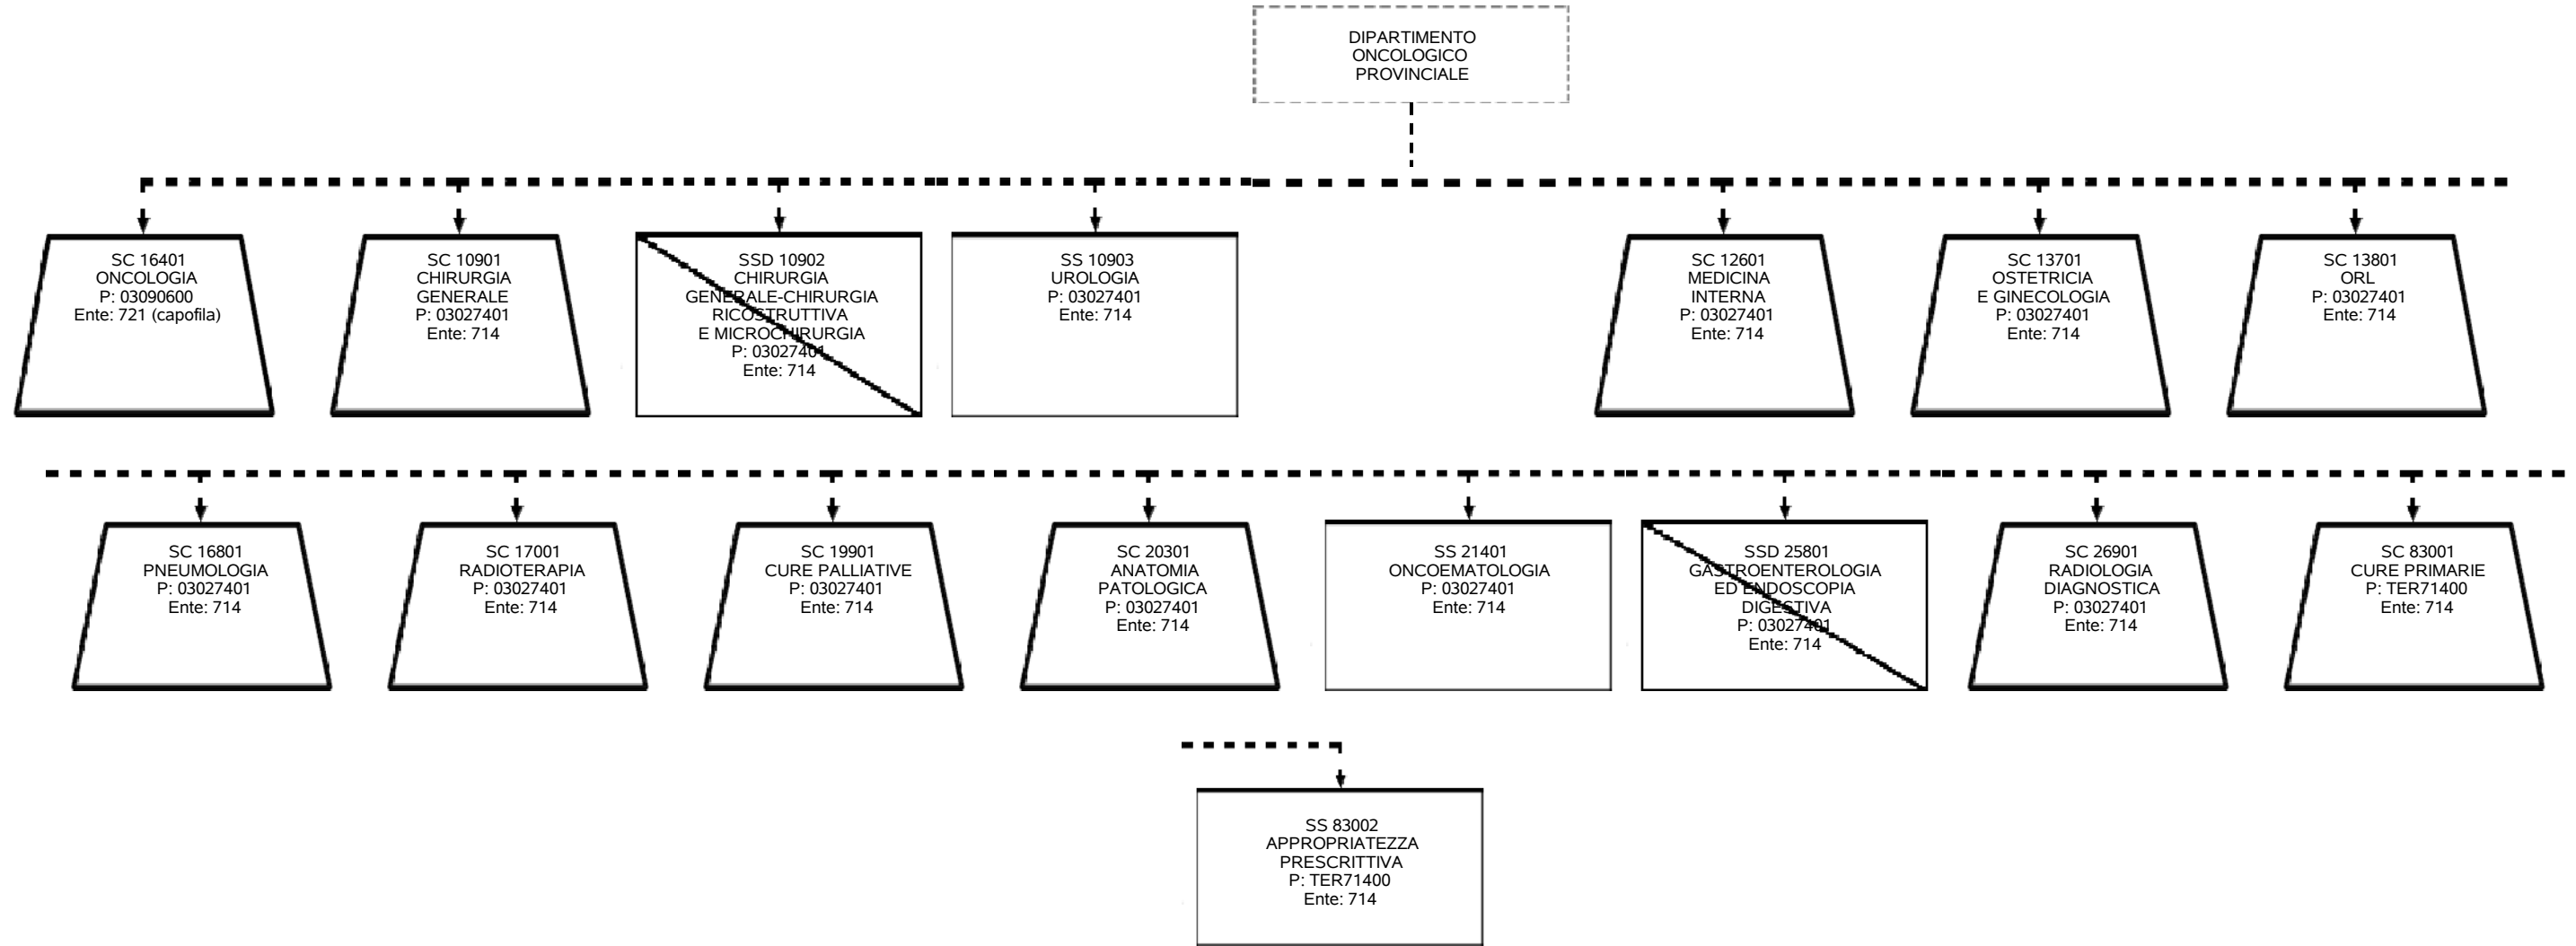 DIPARTIMENTO
ONCOLOGICO
PROVINCIALE
SC 16401
ONCOLOGIA
P: 03090600
Ente: 721 (capofila)
SC 10901
CHIRURGIA
GENERALE
P: 03027401
Ente: 714
SSD 10902
CHIRURGIA
GENERALE-CHIRURGIA
RICOSTRUTTIVA
E MICROCHIRURGIA
P: 03027401
Ente: 714
SS 10903
UROLOGIA
P: 03027401
Ente: 714
SC 12601
MEDICINA
INTERNA
P: 03027401
Ente: 714
SC 13701
OSTETRICIA
E GINECOLOGIA
P: 03027401
Ente: 714
SC 13801
ORL
P: 03027401
Ente: 714
SC 16801
PNEUMOLOGIA
P: 03027401
Ente: 714
SC 17001
RADIOTERAPIA
P: 03027401
Ente: 714
SC 19901
CURE PALLIATIVE
P: 03027401
Ente: 714
SC 20301
ANATOMIA
PATOLOGICA
P: 03027401
Ente: 714
SS 21401
ONCOEMATOLOGIA
P: 03027401
Ente: 714
SSD 25801
GASTROENTEROLOGIA
ED ENDOSCOPIA
DIGESTIVA
P: 03027401
Ente: 714
SC 26901
RADIOLOGIA
DIAGNOSTICA
P: 03027401
Ente: 714
SC 83001
CURE PRIMARIE
P: TER71400
Ente: 714
SS 83002
APPROPRIATEZZA
PRESCRITTIVA
P: TER71400
Ente: 714